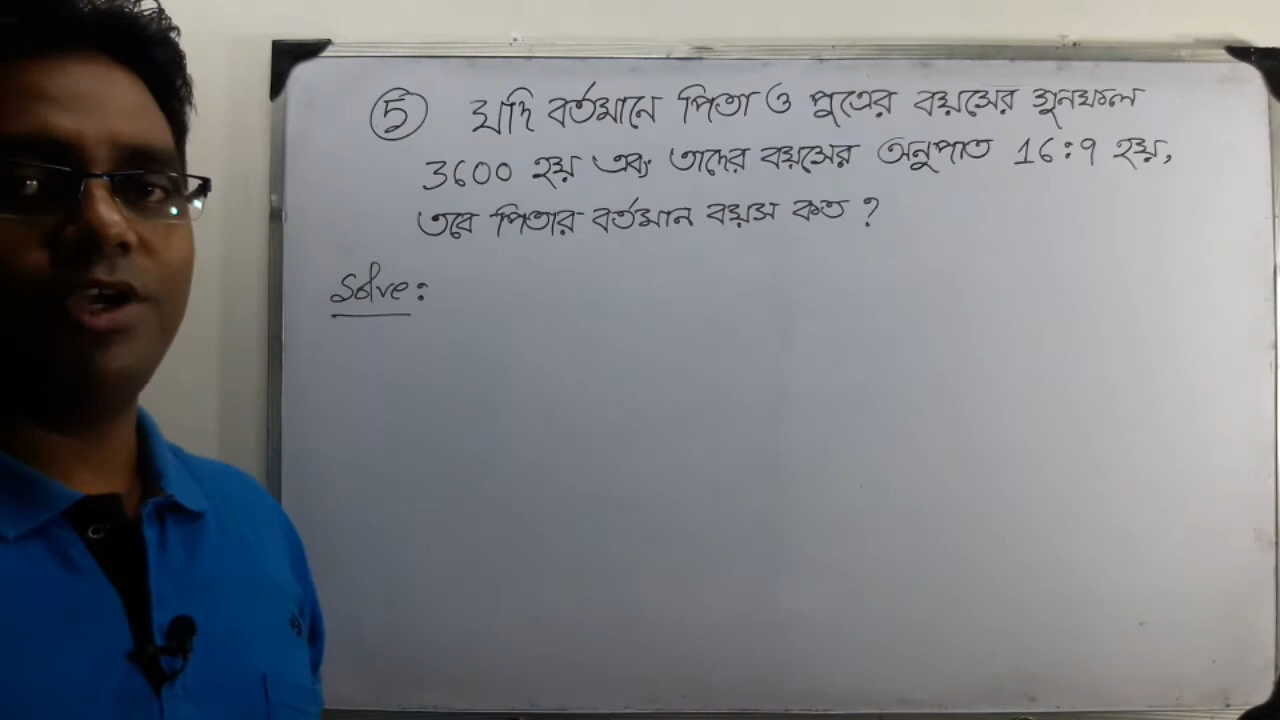 ⑤ যদি বর্তমানে পিতা ও পুত্রের বয়সের গুনফল
3600 হয় এবং তাদের বয়সের অনুপাত 16:9 হয়,
তবে পিতার বর্তমান বয়স কত ?
Solve: